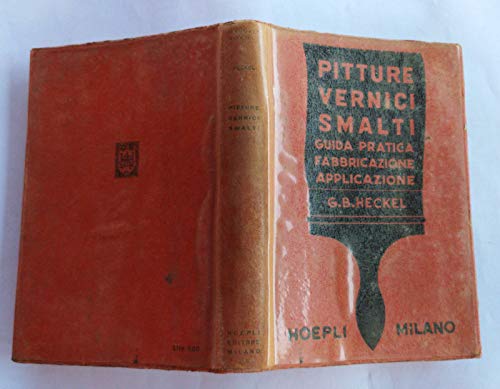 PITTURE
VERNICI
SMALTI
GUIDA PRATICA
FABBRICAZIONE
APPLICAZIONE
G.B.HECKEL
HOEPLI MILANO
HECKEL
PITTURE
VERNICI
SMALTI
HOEPLI
EDITORE
MILANO